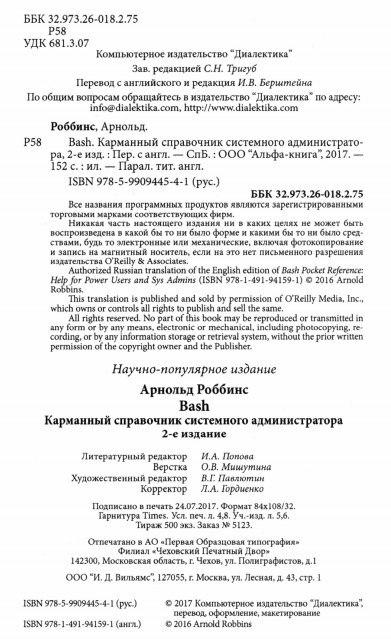 ББК 32.973.26-018.2.75
Р58
УДК 681.3.07
Компьютерное издательство "Диалектика"
Зав. редакцией С.Н. Тригуб
Перевод с английского и редакция И.В. Берштейна
По общим вопросам обращайтесь в издательство "Диалектика" по адресу:
info@dialektika.com, http://www.dialektika.com
Роббинс, Арнольд.
Р58 Bash. Карманный справочник системного администрато-
ра, 2-е изд. : Пер. с англ. — СпБ. : ООО "Альфа-книга", 2017. —
152 с. : ил. — Парал. тит. англ.
ISBN 978-5-9909445-4-1 (рус.)
ББК 32.973.26-018.2.75
Все названия программных продуктов являются зарегистрированными
торговыми марками соответствующих фирм.
Никакая часть настоящего издания ни в каких целях не может быть
воспроизведена в какой бы то ни было форме и какими бы то ни было сред-
ствами, будь то электронные или механические, включая фотокопирование
и запись на магнитный носитель, если на это нет письменного разрешения
издательства O'Reilly & Associates.
Authorized Russian translation of the English edition of Bash Pocket Reference:
Help for Power Users and Sys Admins (ISBN 978-1-491-94159-1) © 2016 Arnold
Robbins.
This translation is published and sold by permission of O'Reilly Media, Inc.,
which owns or controls all rights to publish and sell the same.
All rights reserved. No part of this book may be reproduced or transmitted in
any form or by any means, electronic or mechanical, including photocopying, re-
cording, or by any information storage or retrieval system, without the prior written
permission of the copyright owner and the Publisher.
Научно-популярное издание
Арнольд Роббинс
Bash
Карманный справочник системного администратора
2-е издание
Литературный редактор И.А. Попова
Верстка О.В. Мишутина
Художественный редактор В.Г. Павлютин
Корректор Л.А. Гордиенко
Подписано в печать 24.07.2017. Формат 84x108/32.
Гарнитура Times. Усл. печ. л. 4,8. Уч.-изд. л. 5,6.
Тираж 500 экз. Заказ № 5123.
Отпечатано в АО «Первая Образцовая типография»
Филиал «Чеховский Печатный Двор»
142300, Московская область, г. Чехов, ул. Полиграфистов, д.1
ООО "И. Д. Вильямс", 127055, г. Москва, ул. Лесная, д. 43, стр. 1
ISBN 978-5-9909445-4-1 (рус.) © 2017 Компьютерное издательство "Диалектика",
перевод, оформление, макетирование
ISBN 978-1-491-94159-1 (англ.) © 2016 Arnold Robbins